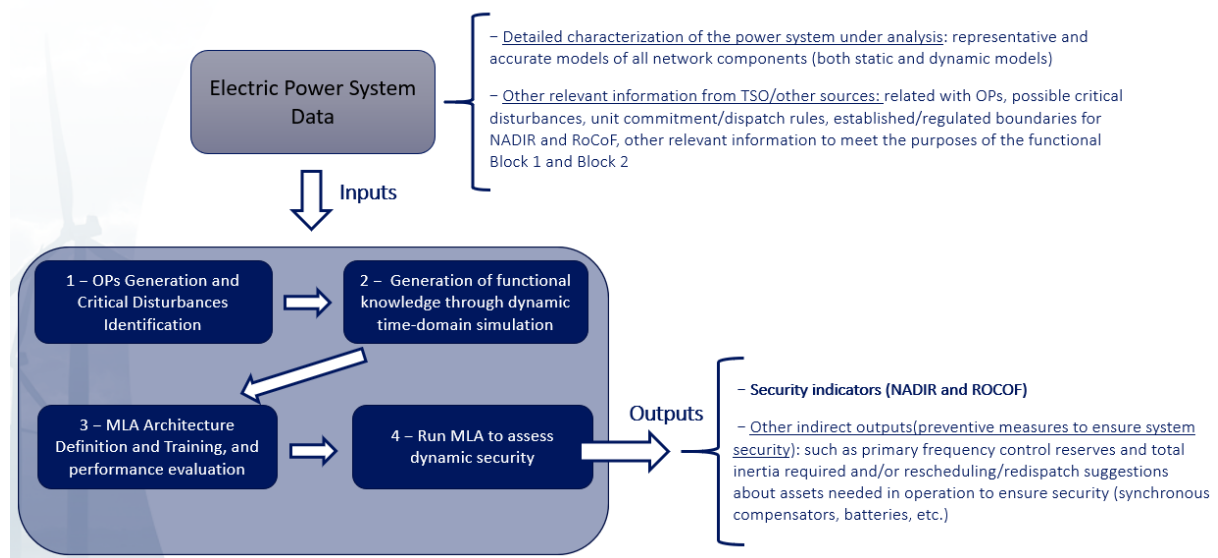 Electric Power System
Data
− Detailed characterization of the power system under analysis: representative and
accurate models of all network components (both static and dynamic models)
− Other relevant information from TSO/other sources: related with OPs, possible critical
disturbances, unit commitment/dispatch rules, established/regulated boundaries for
NADIR and RoCoF, other relevant information to meet the purposes of the functional
Block 1 and Block 2
Inputs
1 – OPs Generation and
Critical Disturbances
Identification
2 – Generation of functional
knowledge through dynamic
time-domain simulation
3 – MLA Architecture
Definition and Training, and
performance evaluation
4 – Run MLA to assess
dynamic security
Outputs
− Security indicators (NADIR and ROCOF)
− Other indirect outputs(preventive measures to ensure system
security): such as primary frequency control reserves and total
inertia required and/or rescheduling/redispatch suggestions
about assets needed in operation to ensure security (synchronous
compensators, batteries, etc.)